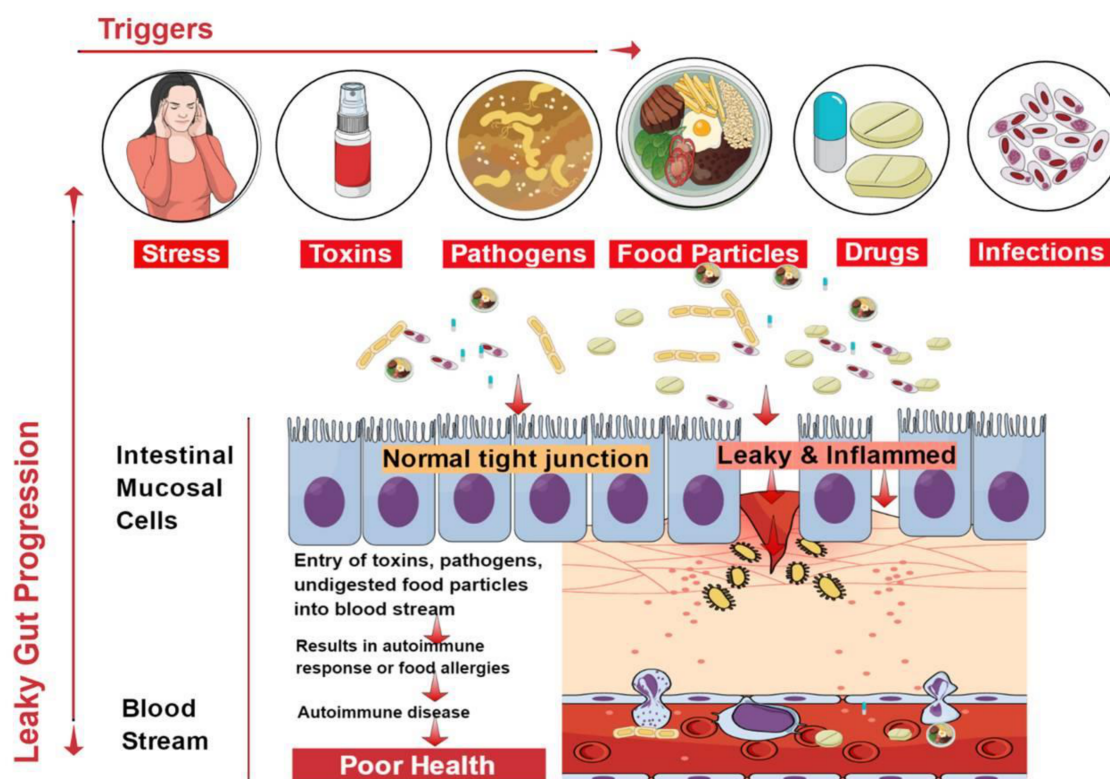 Triggers
Stress
Toxins
Pathogens
Food Particles
Drugs
Infections
Leaky Gut Progression
Intestinal
Mucosal
Cells
Normal tight junction
Leaky & Inflammed
Entry of toxins, pathogens,
undigested food particles
into blood stream
Results in autoimmune
response or food allergies
Autoimmune disease
Blood
Stream
Poor Health